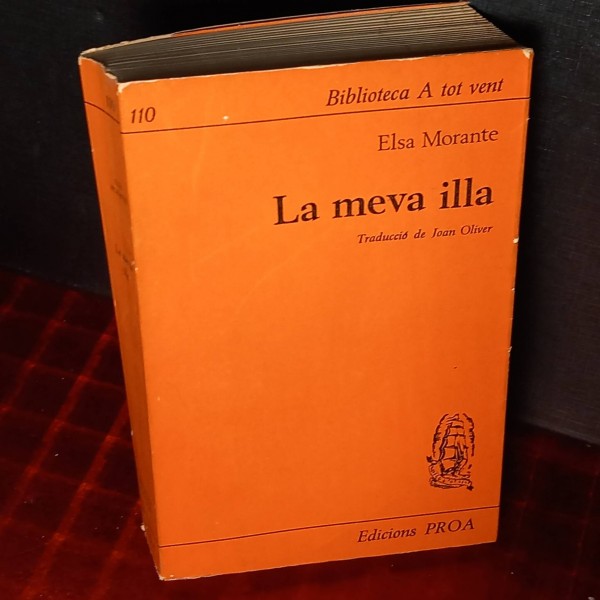 Biblioteca A tot vent
110
Elsa Morante
La meva illa
Traducció de Joan Oliver
Edicions PROA